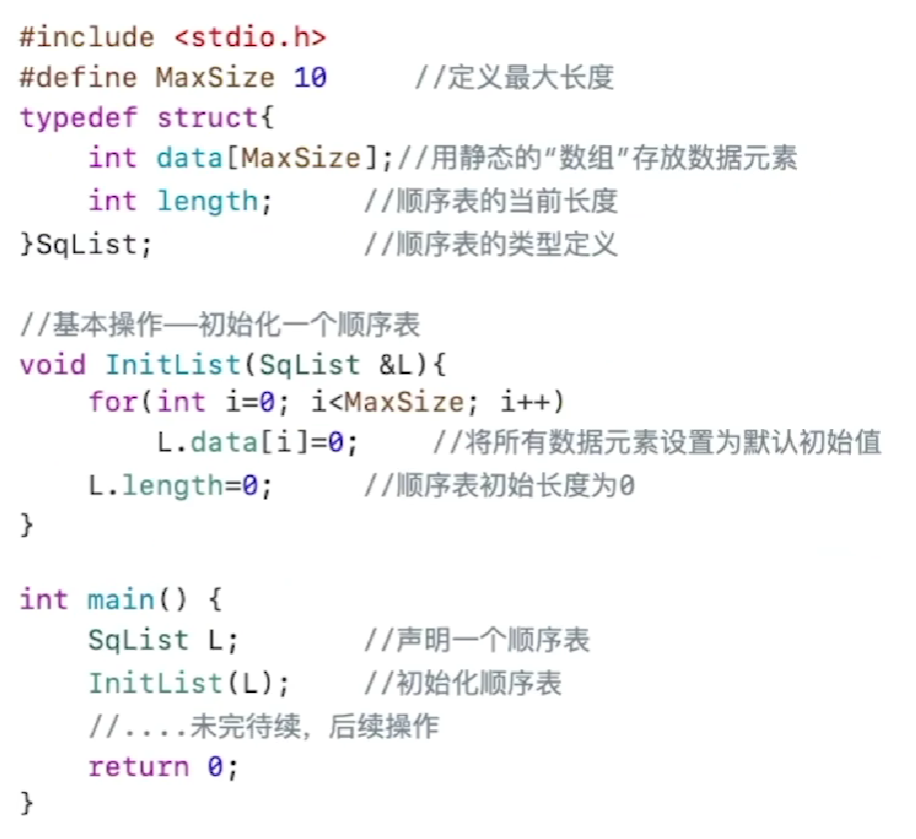 #include <stdio.h>
#define MaxSize 10 //定义最大长度
typedef struct{
int data[MaxSize];//用静态的“数组”存放数据元素
int length; //顺序表的当前长度
}SqList; //顺序表的类型定义
//基本操作——初始化一个顺序表
void InitList(SqList &L){
for(int i=0; i<MaxSize; i++)
L.data[i]=0; //将所有数据元素设置为默认初始值
L.length=0; //顺序表初始长度为0
}
int main() {
SqList L; //声明一个顺序表
InitList(L); //初始化顺序表
//....未完待续，后续操作
return 0;
}